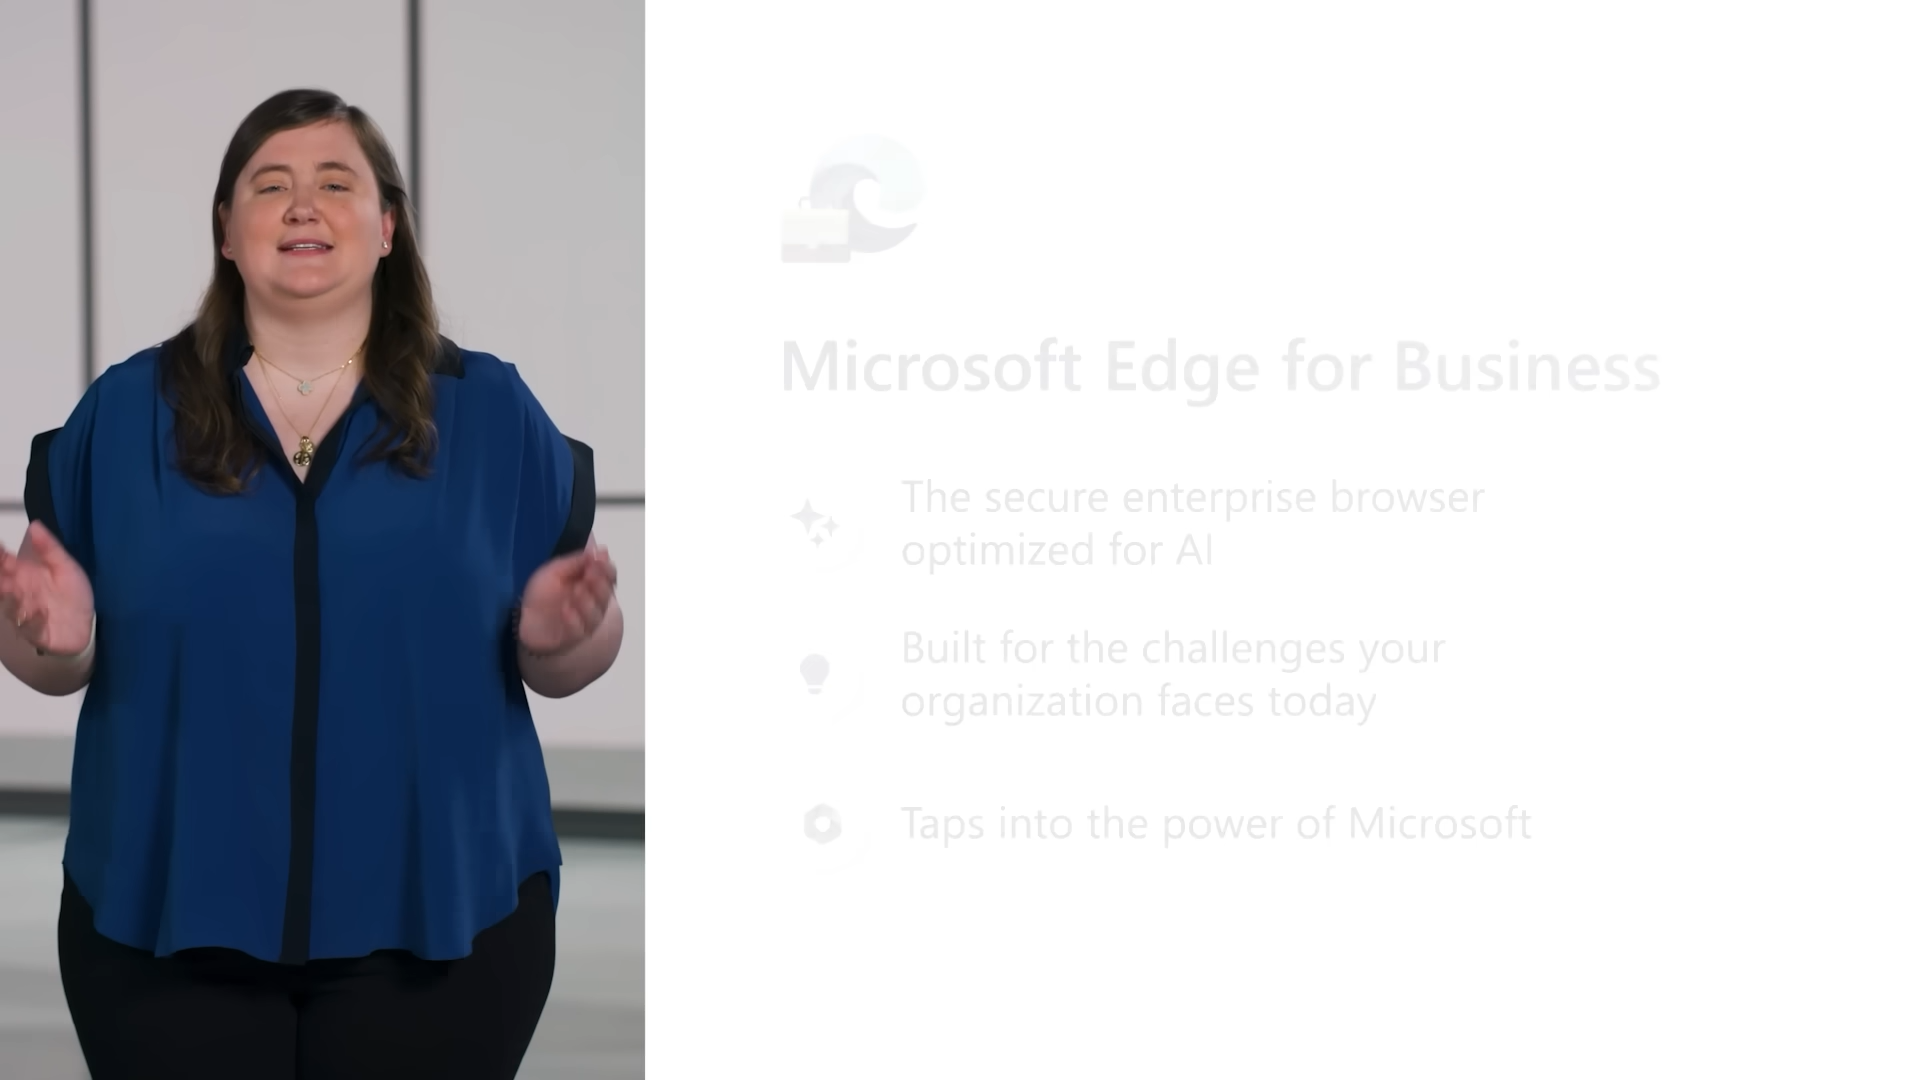 Microsoft Edge for Business
The secure enterprise browser
optimized for AI
Built for the challenges your
organization faces today
Taps into the power of Microsoft